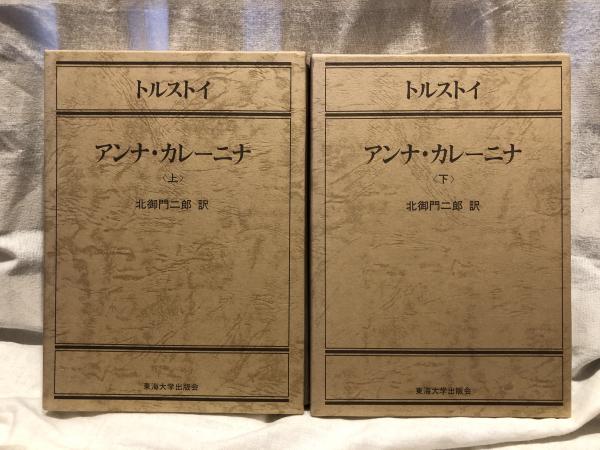 トルストイ
アンナ・カレーニナ
〈上〉
北御門二郎 訳
東海大学出版会
トルストイ
アンナ・カレーニナ
〈下〉
北御門二郎 訳
東海大学出版会